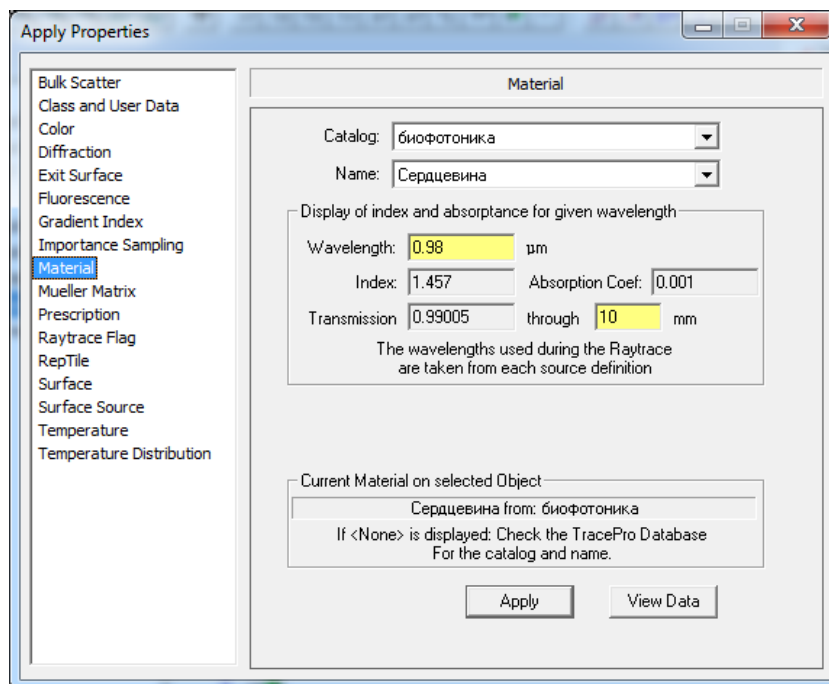 Apply Properties
Bulk Scatter
Class and User Data
Color
Diffraction
Exit Surface
Fluorescence
Gradient Index
Importance Sampling
Material
Mueller Matrix
Prescription
Raytrace Flag
RepTile
Surface
Surface Source
Temperature
Temperature Distribution
Material
Catalog: биофотоника
Name: Сердцевина
Display of index and absorptance for given wavelength
Wavelength: 0.98 µm
Index: 1.457 Absorption Coef: 0.001
Transmission 0.99005 through 10 mm
The wavelengths used during the Raytrace
are taken from each source definition
Current Material on selected Object
Сердцевина from: биофотоника
If <None> is displayed: Check the TracePro Database
For the catalog and name.
Apply View Data